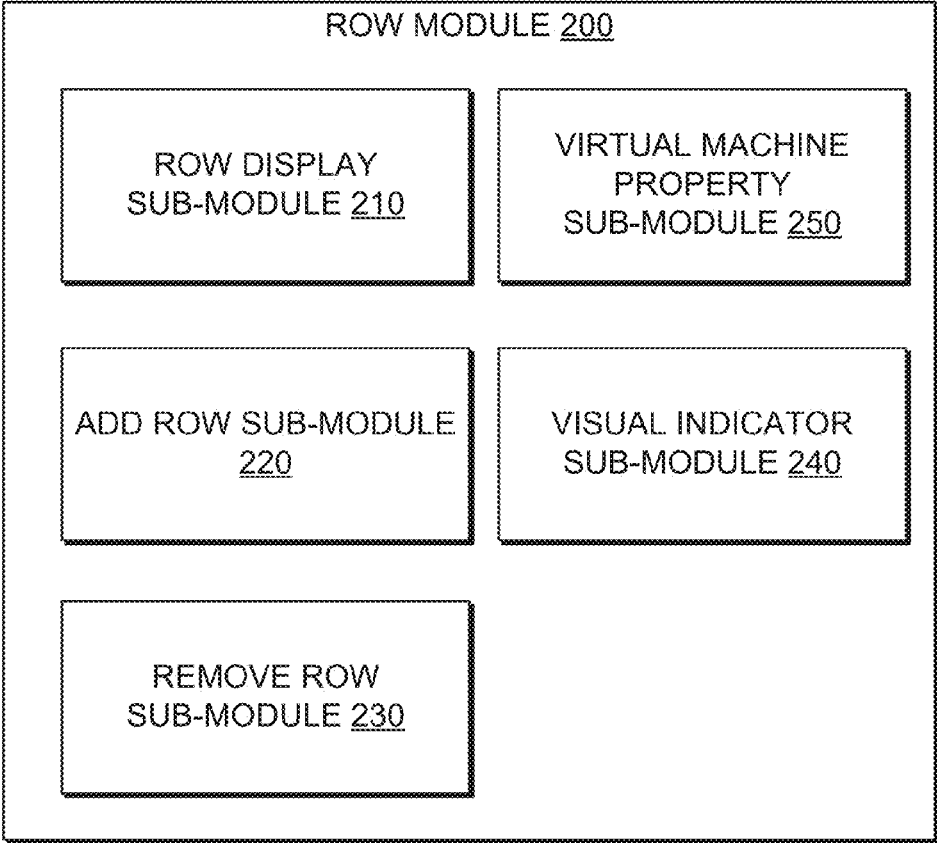 ROW MODULE 200
ROW DISPLAY
SUB-MODULE 210
VIRTUAL MACHINE
PROPERTY
SUB-MODULE 250
ADD ROW SUB-MODULE
220
VISUAL INDICATOR
SUB-MODULE 240
REMOVE ROW
SUB-MODULE 230